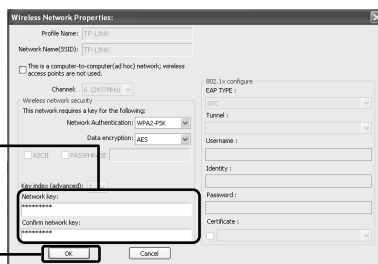 Wireless Network Properties:
Profile Name: TP-LINK
Network Name(SSID): TP-LINK
This is a computer-to-computer(ad hoc) network; wireless
access points are not used.
Channel: 6 (2437MHz)
Wireless network security
This network requires a key for the following:
Network Authentication: WPA2-PSK
Data encryption: AES
ASCII PASSPHRASE
Key index (advanced): 1
Network key:
*********
Confirm network key:
*********
OK Cancel
802.1x configure
EAP TYPE :
GTC
Tunnel :
Username :
Identity :
Password :
Certificate :